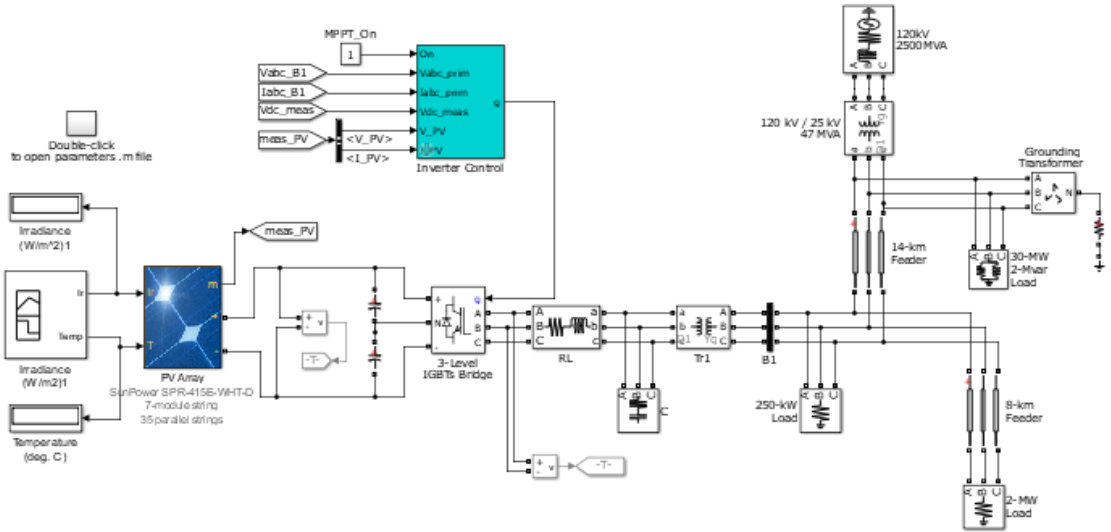 MPPT_On
1
Vabc_B1
Iabc_B1
Vdc_meas
meas_PV
<V_PV>
<I_PV>
On
Vabc_prim
Iabc_prim
Vdc_meas
V_PV
PV
Q
Inverter Control
Double-click
to open parameters .m file
Irradiance
(W/m^2)1
meas_PV
Ir
Temp
Irradiance
(W/m2)1
Temperature
(deg. C)
Ir
T
m
+
-
PV Array
SunPower SPR-415E-WHT-D
7-module string
35 parallel strings
+
-
v
-T-
+
N
-
g
A
B
C
3-Level
IGBTs Bridge
A
B
C
a
b
c
RL
A
B
C
C
+
-
v
-T-
a
b
c
A
B
C
Tr1
B1
A
B
C
250-kW
Load
A
B
C
120kV
2500MVA
A
B
C
120 kV / 25 kV
47 MVA
a
b
c
Grounding
Transformer
A
B
C
N
14-km
Feeder
A
B
C
30-MW
2-Mvar
Load
8-km
Feeder
A
B
C
2-MW
Load